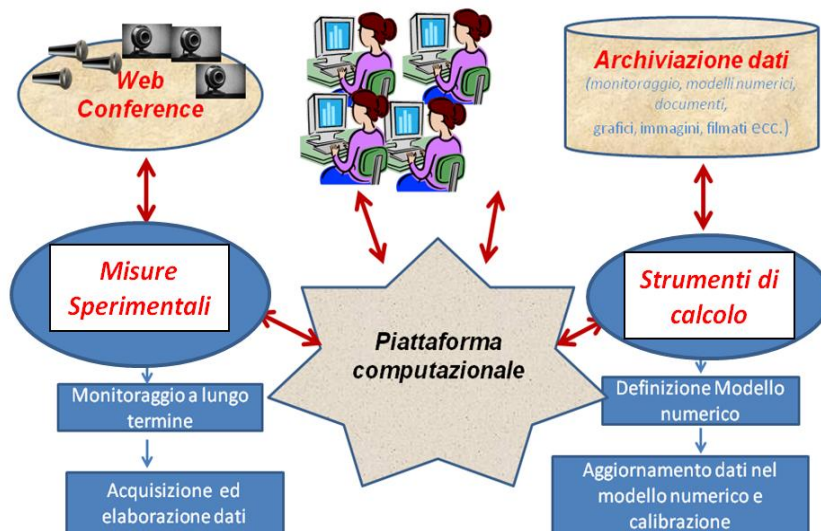 Web
Conference
Archiviazione dati
(monitoraggio, modelli numerici,
documenti,
grafici, immagini, filmati ecc.)
Misure
Sperimentali
Strumenti di
calcolo
Piattaforma
computazionale
Monitoraggio a lungo
termine
Definizione Modello
numerico
Acquisizione ed
elaborazione dati
Aggiornamento dati nel
modello numerico e
calibrazione